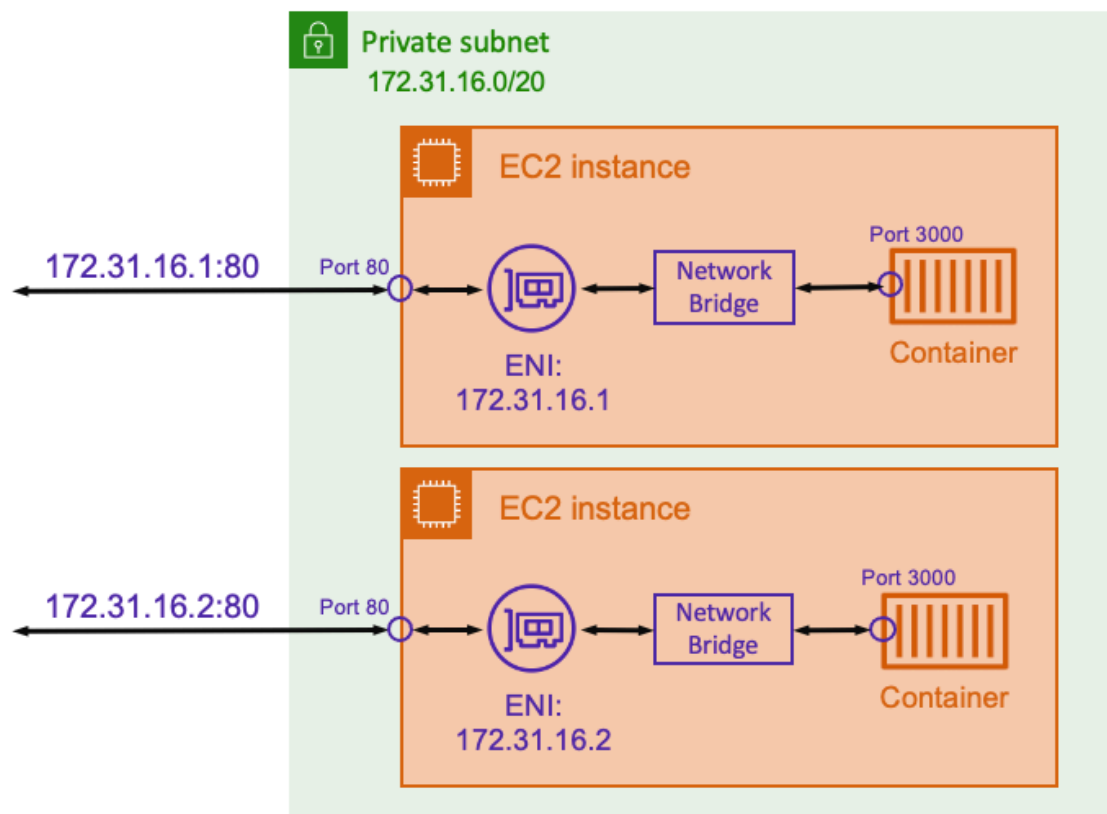 Private subnet
172.31.16.0/20
EC2 instance
172.31.16.1:80
Port 80
Port 3000
Network
Bridge
Container
ENI:
172.31.16.1
EC2 instance
172.31.16.2:80
Port 80
Port 3000
Network
Bridge
Container
ENI:
172.31.16.2